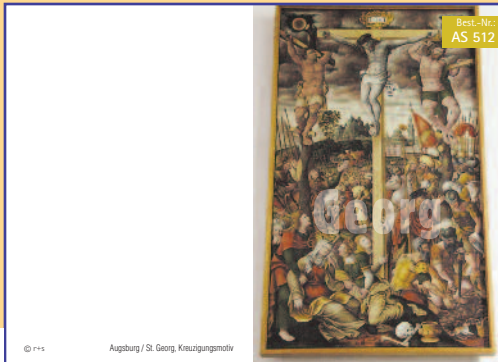 Best.-Nr.:
AS 512
Georg
© r+s
Augsburg / St. Georg, Kreuzigungsmotiv